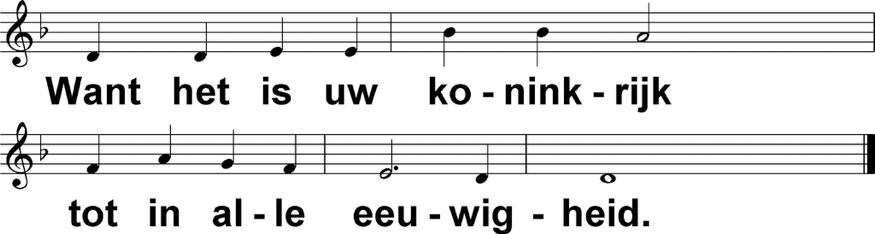 Want het is uw ko - nink - rijk
tot in al - le eeu - wig - heid.